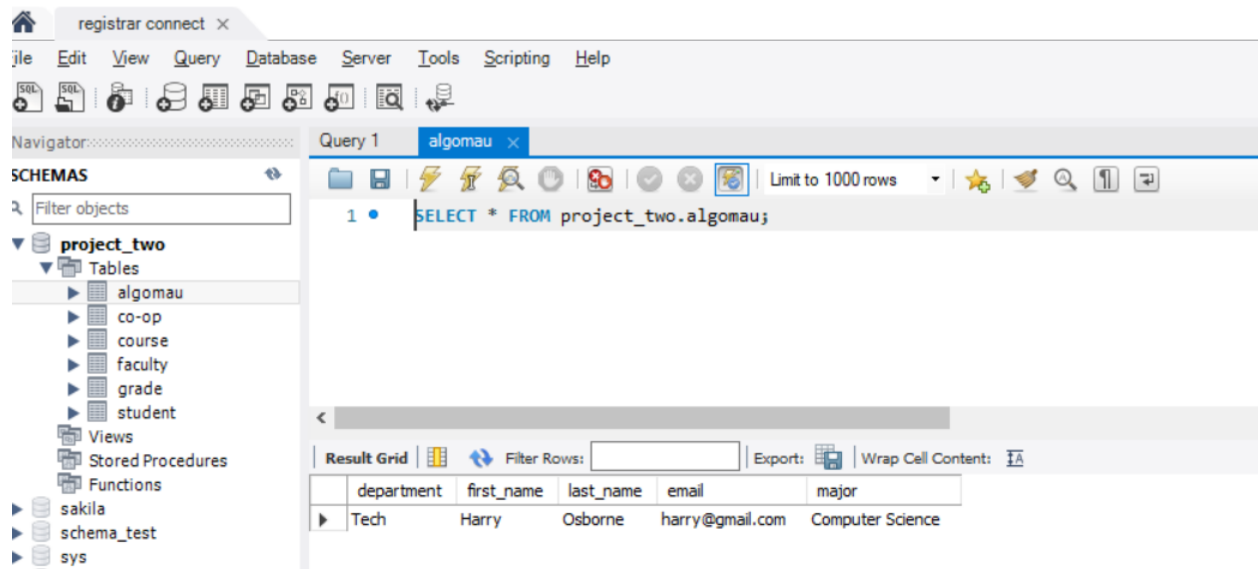 registrar connect ×
ile Edit View Query Database Server Tools Scripting Help
Navigator
Query 1 algomau ×
SCHEMAS
Limit to 1000 rows
Filter objects
1 SELECT * FROM project_two.algomau;
project_two
Tables
algomau
co-op
course
faculty
grade
student
Views
Stored Procedures
Functions
sakila
schema_test
sys
Result Grid Filter Rows: Export: Wrap Cell Content: IA
department first_name last_name email major
Tech Harry Osborne harry@gmail.com Computer Science